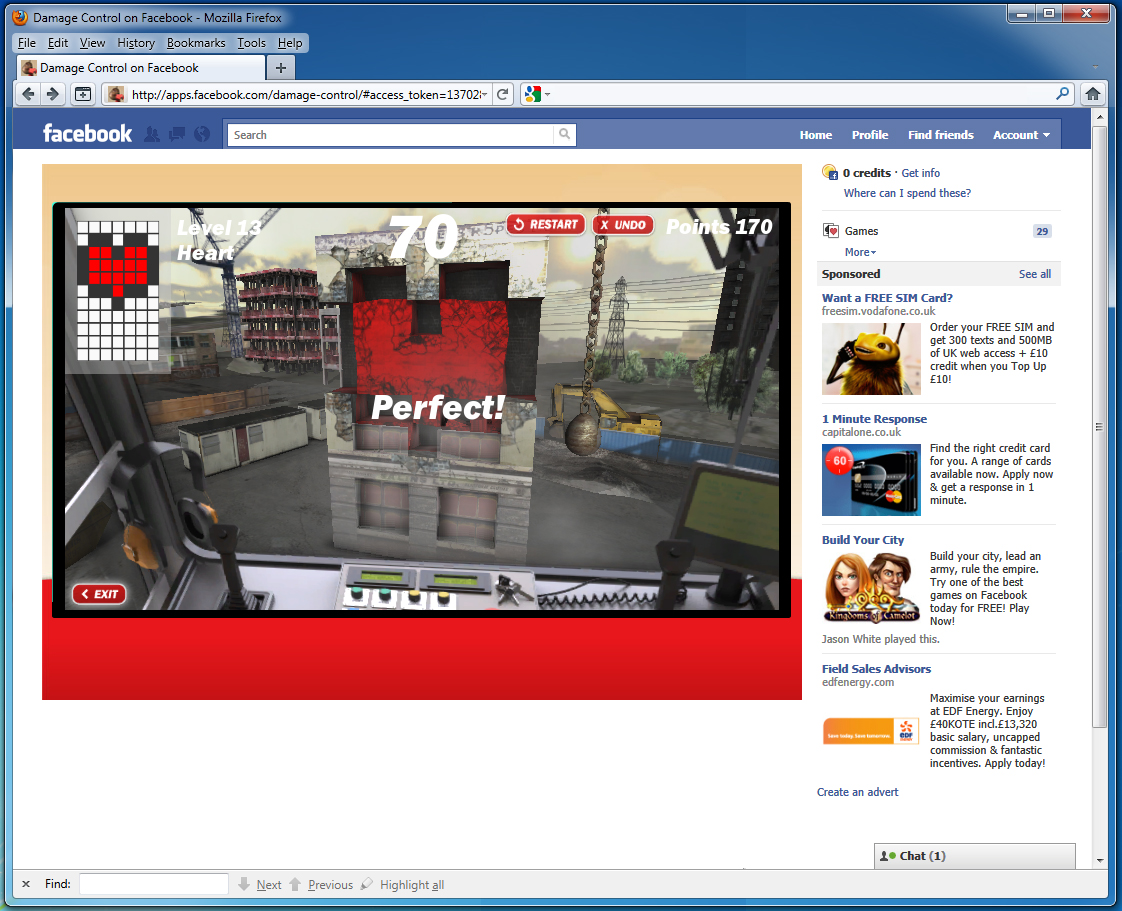 Damage Control on Facebook - Mozilla Firefox
File Edit View History Bookmarks Tools Help
Damage Control on Facebook
http://apps.facebook.com/damage-control/#access_token=13702
facebook
Search
Home Profile Find friends Account
Level 13
Heart
70
RESTART
X UNDO
Points 170
Perfect!
EXIT
0 credits · Get info
Where can I spend these?
Games 29
More
Sponsored See all
Want a FREE SIM Card?
freesim.vodafone.co.uk
Order your FREE SIM and
get 300 texts and 500MB
of UK web access + £10
credit when you Top Up
£10!
1 Minute Response
capitalone.co.uk
60
MasterCard
Find the right credit card
for you. A range of cards
available now. Apply now
& get a response in 1
minute.
Build Your City
Kingdoms of Camelot
Build your city, lead an
army, rule the empire.
Try one of the best
games on Facebook
today for FREE! Play
Now!
Jason White played this.
Field Sales Advisors
edfenergy.com
Save today. Save tomorrow.
EDF
Maximise your earnings
at EDF Energy. Enjoy
£40KOTE incl.£13,320
basic salary, uncapped
commission & fantastic
incentives. Apply today!
Create an advert
Chat (1)
x Find: Next Previous Highlight all